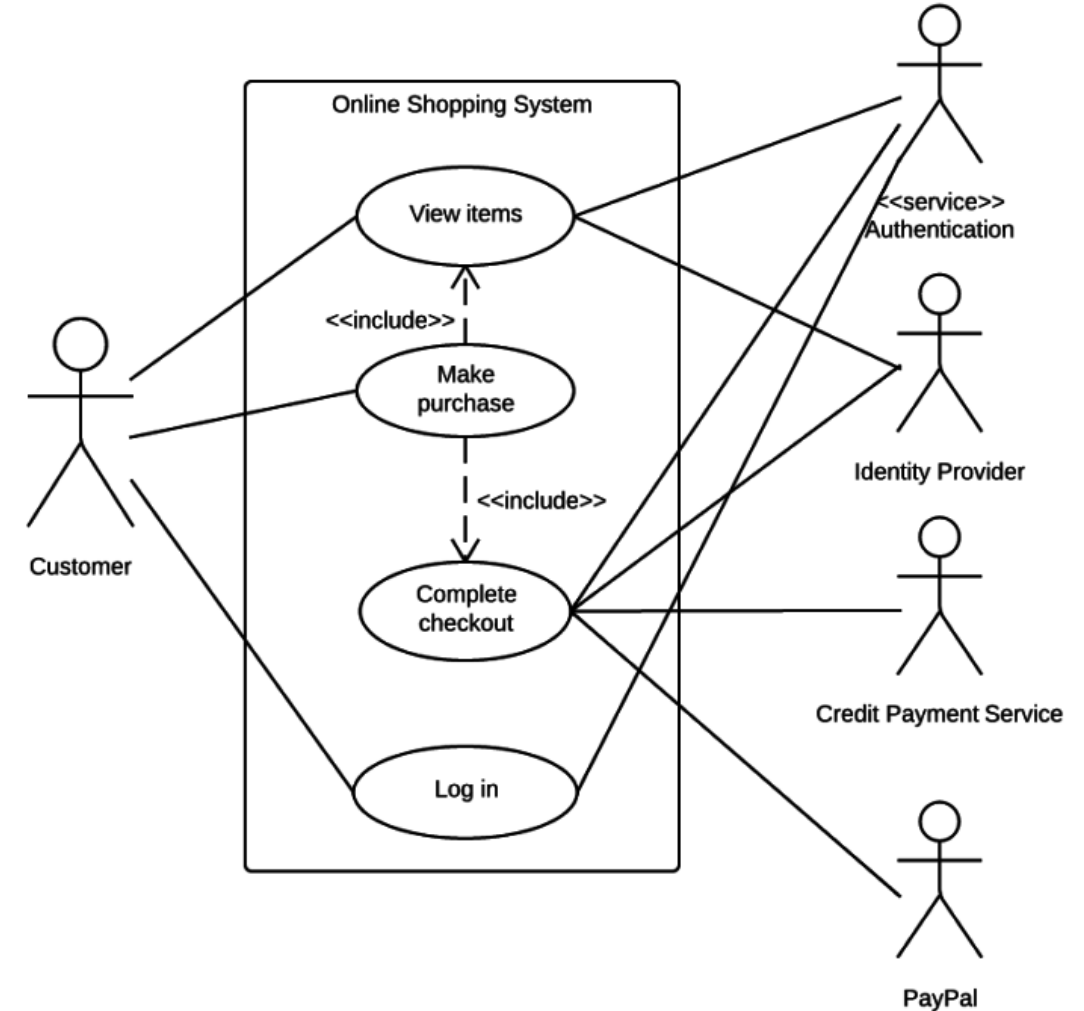 Online Shopping System
View items
<<service>>
Authentication
<<include>>
Make
purchase
Identity Provider
<<include>>
Customer
Complete
checkout
Credit Payment Service
Log in
PayPal